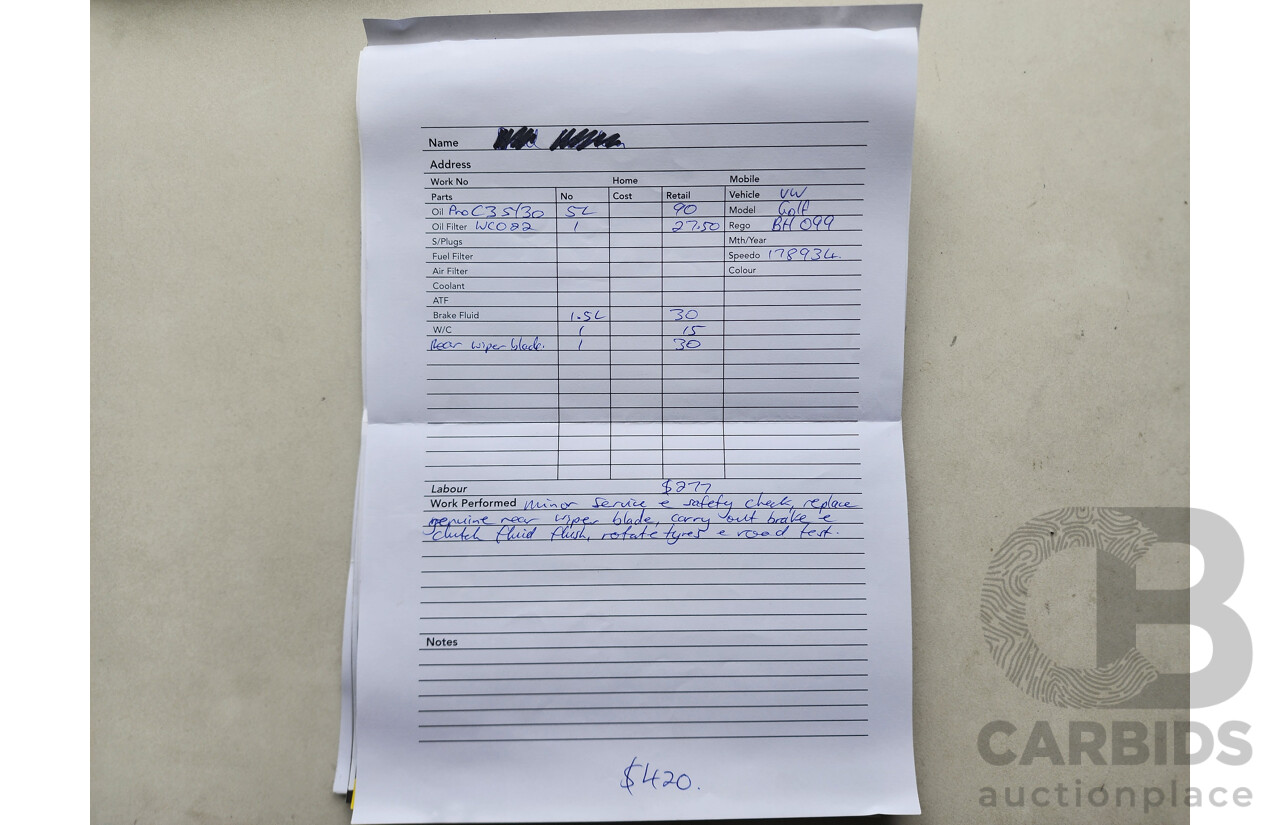 Name
Address
Work No Home Mobile
Parts No Cost Retail Vehicle VW
Oil Pro C3 5/30 5L 90 Model Golf
Oil Filter WCO82 1 27.50 Rego BH 099
S/Plugs Mth/Year
Fuel Filter Speedo 178934.
Air Filter Colour
Coolant
ATF
Brake Fluid 1.5L 30
W/C 1 15
Rear wiper blade. 1 30
Labour $277
Work Performed Minor Service & safety check, replace
genuine rear wiper blade, carry out brake &
clutch fluid flush, rotate tyres & road test.
Notes
$420.
CB
CARBIDS
auctionplace